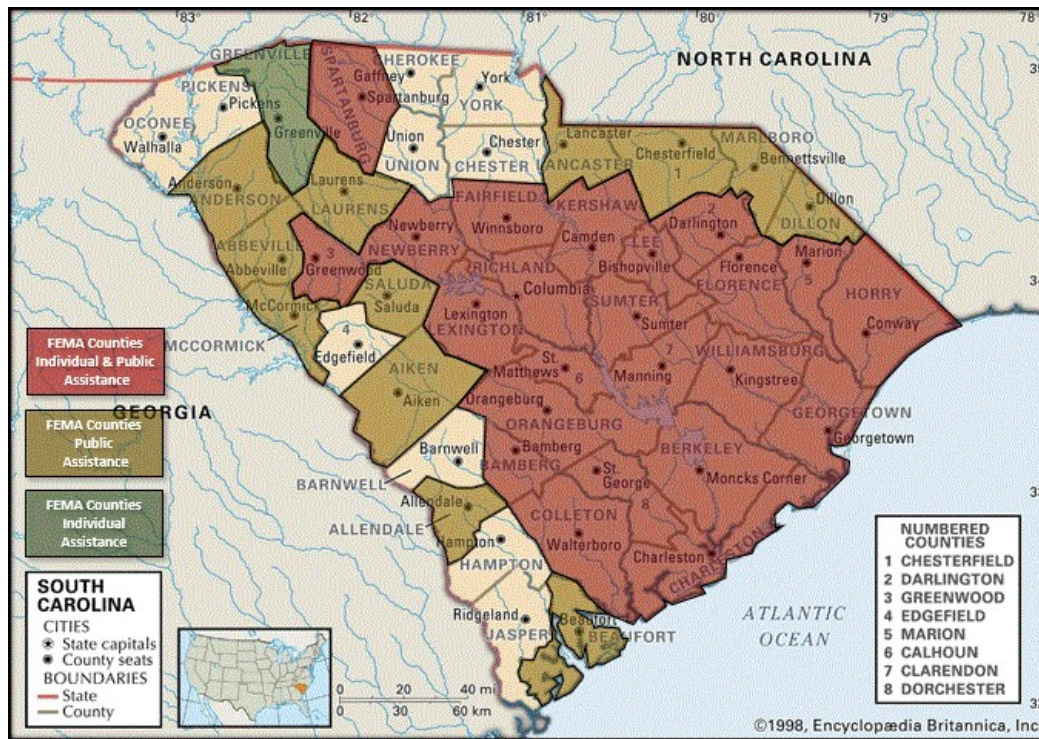 83
82
81
80
79
78°
NORTH CAROLINA
GREENVILLE
SPARTANBURG
CHEROKEE
Gaffney
Spartanburg
York
YORK
PICKENS
Pickens
OCONEE
Walhalla
Greenville
Union
UNION
Chester
CHESTER
Lancaster
LANCASTER
Chesterfield
1
MARLBORO
Bennettsville
Dillon
DILLON
Anderson
ANDERSON
Laurens
LAURENS
Newberry
NEWBERRY
FAIRFIELD
Winnsboro
KERSHAW
Camden
LEE
Bishopville
2
Darlington
Florence
FLORENCE
Marion
5
HORRY
Conway
ABBEVILLE
Abbeville
3
Greenwood
SALUDA
Saluda
RICHLAND
Columbia
Lexington
LEXINGTON
SUMTER
Sumter
McCormick
MCCORMICK
4
Edgefield
AIKEN
Aiken
St.
Matthews
6
7
Manning
WILLIAMSBURG
Kingstree
GEORGETOWN
Georgetown
Orangeburg
ORANGEBURG
Barnwell
BARNWELL
Bamberg
BAMBERG
St.
George
8
BERKELEY
Moncks Corner
Allendale
ALLENDALE
Hampton
HAMPTON
COLLETON
Walterboro
Charleston
CHARLESTON
Ridgeland
JASPER
Beaufort
BEAUFORT
GEORGIA
ATLANTIC
OCEAN
FEMA Counties
Individual & Public
Assistance
FEMA Counties
Public
Assistance
FEMA Counties
Individual
Assistance
SOUTH
CAROLINA
CITIES
State capitals
County seats
BOUNDARIES
State
County
0 20 40 mi
0 30 60 km
NUMBERED
COUNTIES
1 CHESTERFIELD
2 DARLINGTON
3 GREENWOOD
4 EDGEFIELD
5 MARION
6 CALHOUN
7 CLARENDON
8 DORCHESTER
©1998, Encyclopædia Britannica, Inc